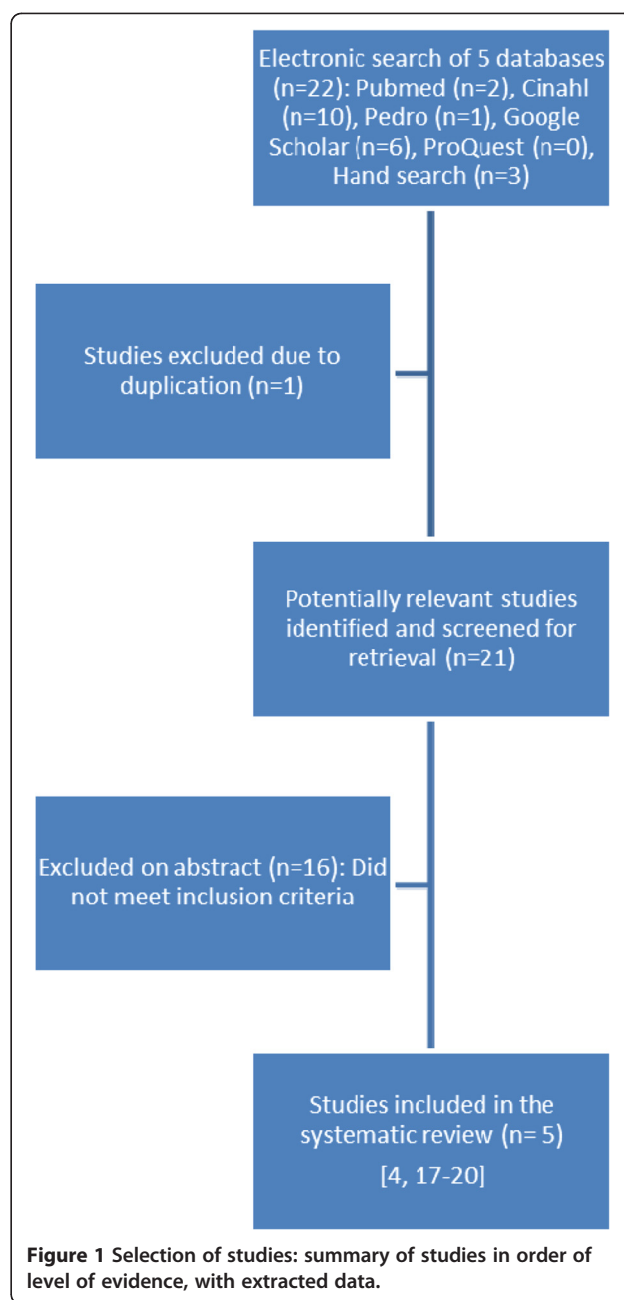 Electronic search of 5 databases
(n=22): Pubmed (n=2), Cinahl
(n=10), Pedro (n=1), Google
Scholar (n=6), ProQuest (n=0),
Hand search (n=3)
Studies excluded due to
duplication (n=1)
Potentially relevant studies
identified and screened for
retrieval (n=21)
Excluded on abstract (n=16): Did
not meet inclusion criteria
Studies included in the
systematic review (n= 5)
[4, 17-20]
Figure 1 Selection of studies: summary of studies in order of
level of evidence, with extracted data.